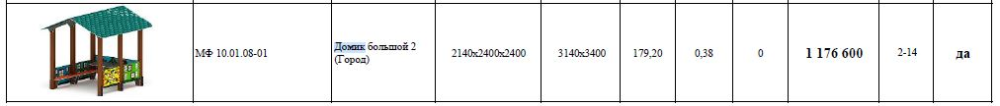 МФ 10.01.08-01
Домик большой 2
(Город)
2140х2400х2400
3140х3400
179,20
0,38
0
1 176 600
2-14
да